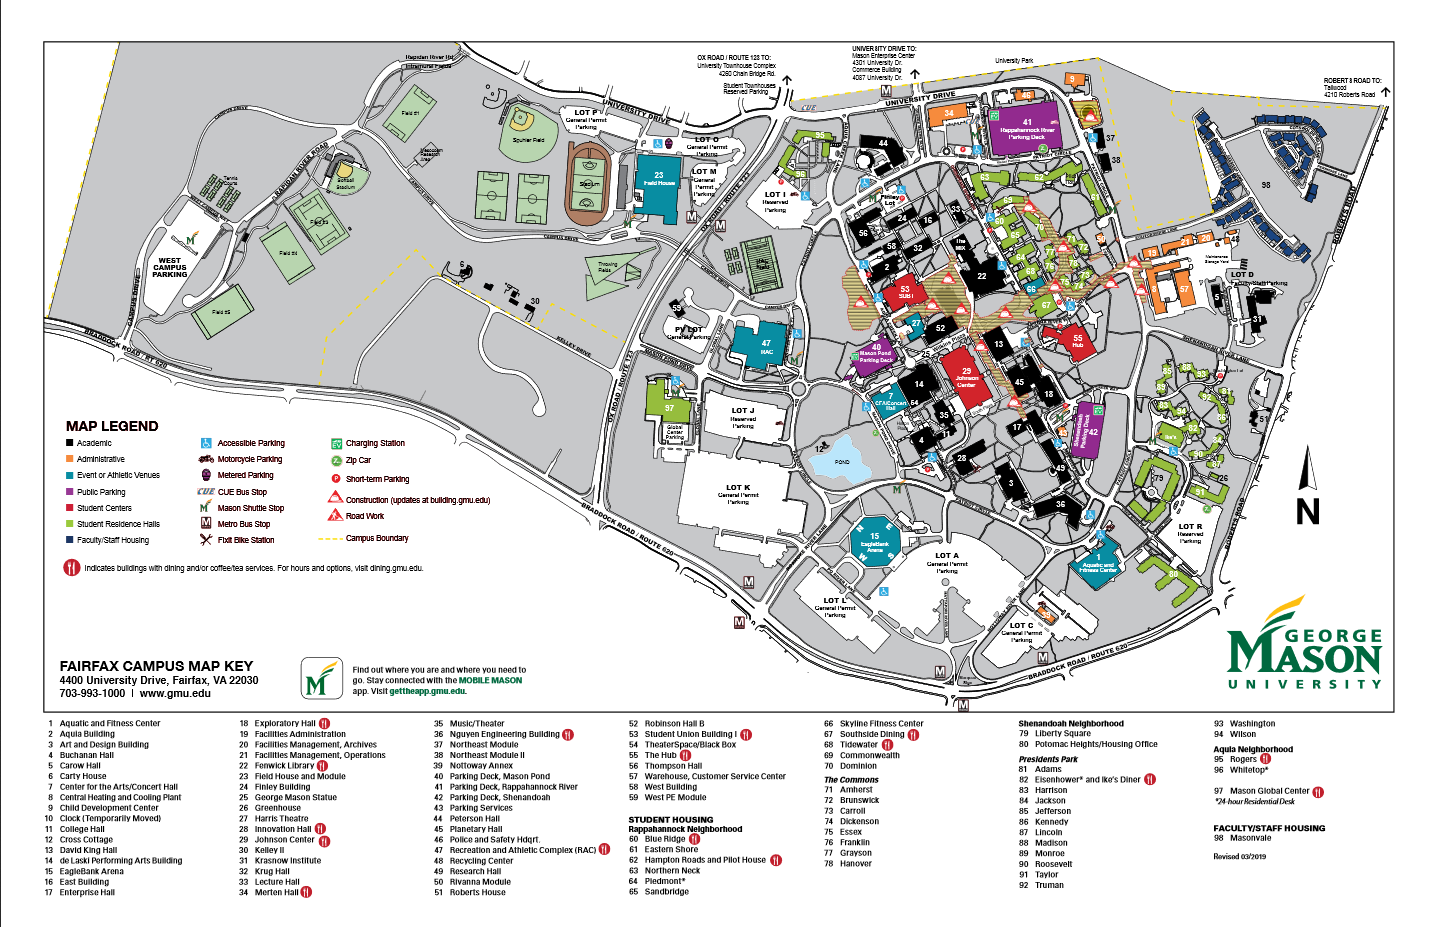 OX ROAD / ROUTE 123 TO:
University Townhouse Complex
4260 Chain Bridge Rd.
Student Townhouses
Reserved Parking
UNIVERSITY DRIVE TO:
Mason Enterprise Center
4301 University Dr.
Commerce Building
4087 University Dr.
University Park
ROBERTS ROAD TO:
Tallwood
4210 Roberts Road
Rapidan River Rd
Intramural Fields
UNIVERSITY DRIVE
UNIVERSITY DRIVE
CUE
LOT P
General Permit
Parking
LOT O
General Permit
Parking
LOT M
General
Permit
Parking
LOT I
Reserved
Parking
Field #1
Spuhler Field
Softball
Stadium
Stadium
23
Field House
Tennis
Courts
RAPIDAN RIVER ROAD
CAMPUS DRIVE
Field #3
Field #4
Field #5
Throwing
Fields
WEST
CAMPUS
PARKING
BRADDOCK ROAD / RT 620
KELLEY DRIVE
30
PV LOT
General Parking
47
RAC
OX ROAD / ROUTE 123
41
Rappahannock River
Parking Deck
Finley
Lot
The
MIX
53
SUB I
40
Mason Pond
Parking Deck
29
Johnson
Center
55
Hub
7
CFA/Concert
Hall
42
Shenandoah
Parking Deck
98
Maintenance
Storage Yard
LOT D
Faculty/Staff Parking
SHENANDOAH RIVER LANE
ROBERTS ROAD
97
Global
Center
Parking
LOT J
Reserved
Parking
LOT K
General Permit
Parking
12
POND
15
EagleBank
Arena
LOT A
General Permit
Parking
LOT L
General Permit
Parking
LOT C
General Permit
Parking
1
Aquatic and
Fitness Center
LOT R
Reserved
Parking
BRADDOCK ROAD / ROUTE 620
BRADDOCK ROAD / ROUTE 620
N
MAP LEGEND
Academic
Administrative
Event or Athletic Venues
Public Parking
Student Centers
Student Residence Halls
Faculty/Staff Housing
Accessible Parking
Motorcycle Parking
Metered Parking
CUE CUE Bus Stop
Mason Shuttle Stop
M Metro Bus Stop
Fixit Bike Station
Charging Station
Zip Car
Short-term Parking
Construction (updates at building.gmu.edu)
Road Work
Campus Boundary
Indicates buildings with dining and/or coffee/tea services. For hours and options, visit dining.gmu.edu.
FAIRFAX CAMPUS MAP KEY
4400 University Drive, Fairfax, VA 22030
703-993-1000 | www.gmu.edu
Find out where you are and where you need to
go. Stay connected with the MOBILE MASON
app. Visit gettheapp.gmu.edu.
GEORGE
MASON
UNIVERSITY
1 Aquatic and Fitness Center
2 Aquia Building
3 Art and Design Building
4 Buchanan Hall
5 Carow Hall
6 Carty House
7 Center for the Arts/Concert Hall
8 Central Heating and Cooling Plant
9 Child Development Center
10 Clock (Temporarily Moved)
11 College Hall
12 Cross Cottage
13 David King Hall
14 de Laski Performing Arts Building
15 EagleBank Arena
16 East Building
17 Enterprise Hall
18 Exploratory Hall
19 Facilities Administration
20 Facilities Management, Archives
21 Facilities Management, Operations
22 Fenwick Library
23 Field House and Module
24 Finley Building
25 George Mason Statue
26 Greenhouse
27 Harris Theatre
28 Innovation Hall
29 Johnson Center
30 Kelley II
31 Krasnow Institute
32 Krug Hall
33 Lecture Hall
34 Merten Hall
35 Music/Theater
36 Nguyen Engineering Building
37 Northeast Module
38 Northeast Module II
39 Nottoway Annex
40 Parking Deck, Mason Pond
41 Parking Deck, Rappahannock River
42 Parking Deck, Shenandoah
43 Parking Services
44 Peterson Hall
45 Planetary Hall
46 Police and Safety Hdqrt.
47 Recreation and Athletic Complex (RAC)
48 Recycling Center
49 Research Hall
50 Rivanna Module
51 Roberts House
52 Robinson Hall B
53 Student Union Building I
54 TheaterSpace/Black Box
55 The Hub
56 Thompson Hall
57 Warehouse, Customer Service Center
58 West Building
59 West PE Module
STUDENT HOUSING
Rappahannock Neighborhood
60 Blue Ridge
61 Eastern Shore
62 Hampton Roads and Pilot House
63 Northern Neck
64 Piedmont*
65 Sandbridge
66 Skyline Fitness Center
67 Southside Dining
68 Tidewater
69 Commonwealth
70 Dominion
The Commons
71 Amherst
72 Brunswick
73 Carroll
74 Dickenson
75 Essex
76 Franklin
77 Grayson
78 Hanover
Shenandoah Neighborhood
79 Liberty Square
80 Potomac Heights/Housing Office
Presidents Park
81 Adams
82 Eisenhower* and Ike's Diner
83 Harrison
84 Jackson
85 Jefferson
86 Kennedy
87 Lincoln
88 Madison
89 Monroe
90 Roosevelt
91 Taylor
92 Truman
93 Washington
94 Wilson
Aquia Neighborhood
95 Rogers
96 Whitetop*
97 Mason Global Center
*24-hour Residential Desk
FACULTY/STAFF HOUSING
98 Masonvale
Revised 03/2019